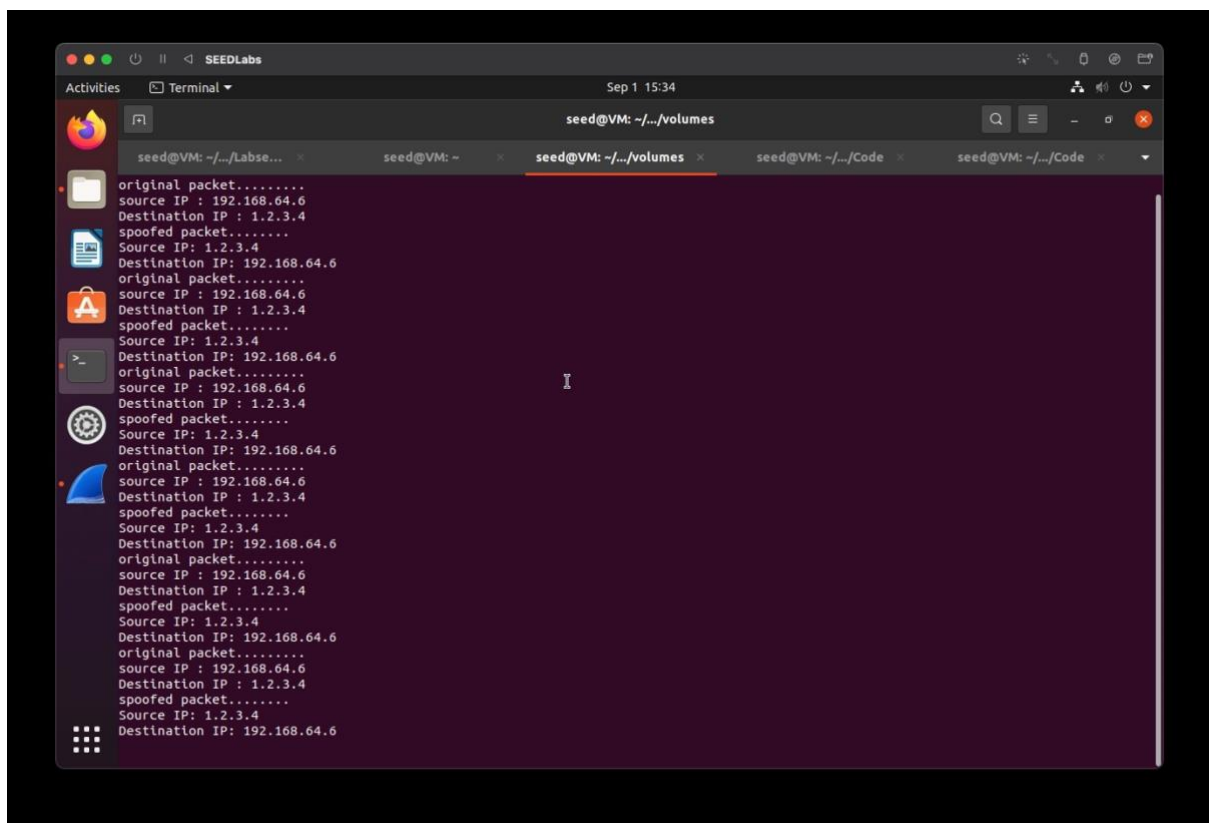 SEEDLabs
Activities
Terminal
Sep 1 15:34
seed@VM: ~/.../volumes
seed@VM: ~/.../Labse...
seed@VM: ~
seed@VM: ~/.../volumes
seed@VM: ~/.../Code
seed@VM: ~/.../Code
original packet.........
source IP : 192.168.64.6
Destination IP : 1.2.3.4
spoofed packet........
Source IP: 1.2.3.4
Destination IP: 192.168.64.6
original packet.........
source IP : 192.168.64.6
Destination IP : 1.2.3.4
spoofed packet........
Source IP: 1.2.3.4
Destination IP: 192.168.64.6
original packet.........
source IP : 192.168.64.6
Destination IP : 1.2.3.4
spoofed packet........
Source IP: 1.2.3.4
Destination IP: 192.168.64.6
original packet.........
source IP : 192.168.64.6
Destination IP : 1.2.3.4
spoofed packet........
Source IP: 1.2.3.4
Destination IP: 192.168.64.6
original packet.........
source IP : 192.168.64.6
Destination IP : 1.2.3.4
spoofed packet........
Source IP: 1.2.3.4
Destination IP: 192.168.64.6
original packet.........
source IP : 192.168.64.6
Destination IP : 1.2.3.4
spoofed packet........
Source IP: 1.2.3.4
Destination IP: 192.168.64.6